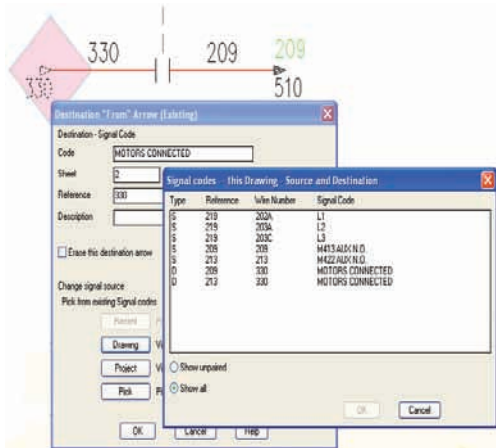 330
209
209
330
510
Destination "From" Arrow (Existing)
Destination - Signal Code
Code MOTORS CONNECTED
Sheet 2
Reference 330
Description
Erase this destination arrow
Change signal source
Pick from existing Signal codes
Recent
Drawing
Project
Pick
OK Cancel Help
Signal codes -- this Drawing - Source and Destination
Type Reference Wire Number Signal Code
S 219 202A L1
S 219 203A L2
S 219 203C L3
S 209 209 M413 AUX N.O.
S 213 213 M422 AUX N.O.
D 209 330 MOTORS CONNECTED
D 213 330 MOTORS CONNECTED
Show unpaired
Show all
OK Cancel